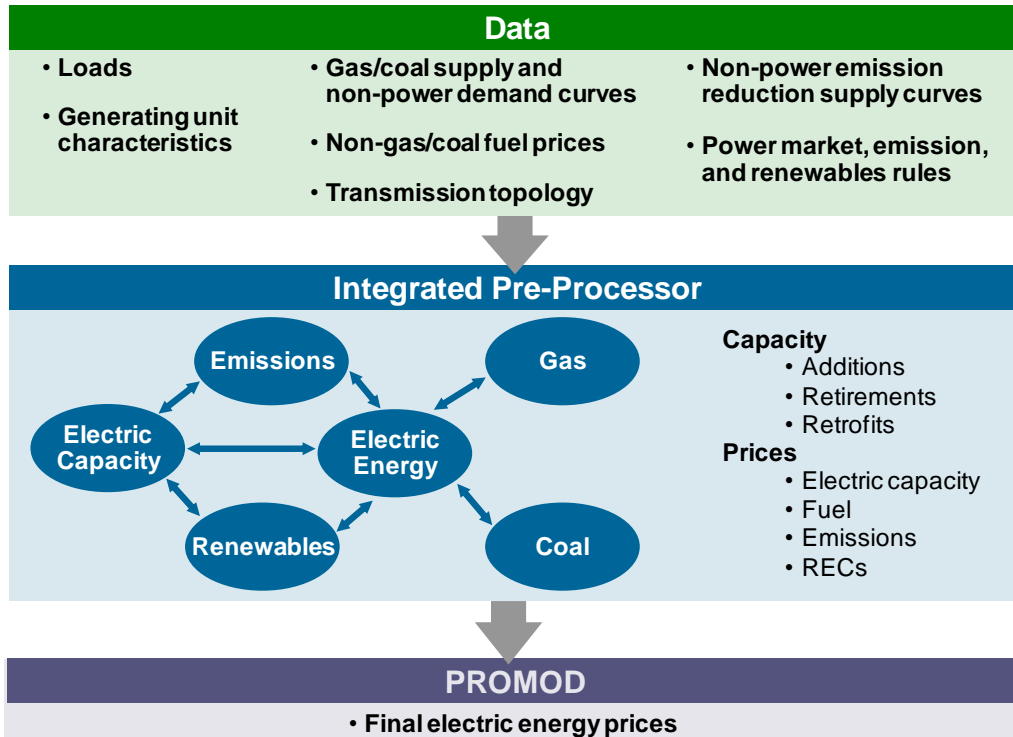 Data
• Loads
• Generating unit
characteristics
• Gas/coal supply and
non-power demand curves
• Non-gas/coal fuel prices
• Transmission topology
• Non-power emission
reduction supply curves
• Power market, emission,
and renewables rules
Integrated Pre-Processor
Emissions
Gas
Electric
Capacity
Electric
Energy
Renewables
Coal
Capacity
• Additions
• Retirements
• Retrofits
Prices
• Electric capacity
• Fuel
• Emissions
• RECs
PROMOD
• Final electric energy prices